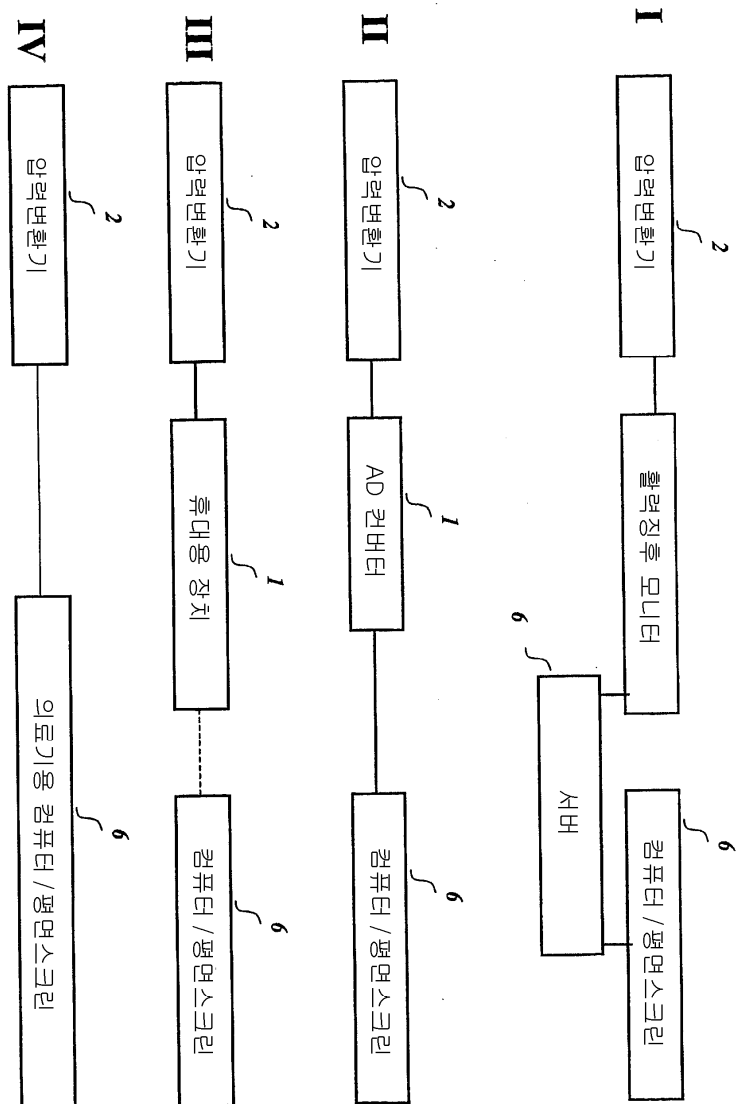 I
2
압력변환기
활력징후 모니터
6
서버
6
컴퓨터 / 평면스크린
II
2
압력변환기
1
AD 컨버터
6
컴퓨터 / 평면스크린
III
2
압력변환기
1
휴대용 장치
6
컴퓨터 / 평면스크린
IV
2
압력변환기
6
의료기용 컴퓨터 / 평면스크린